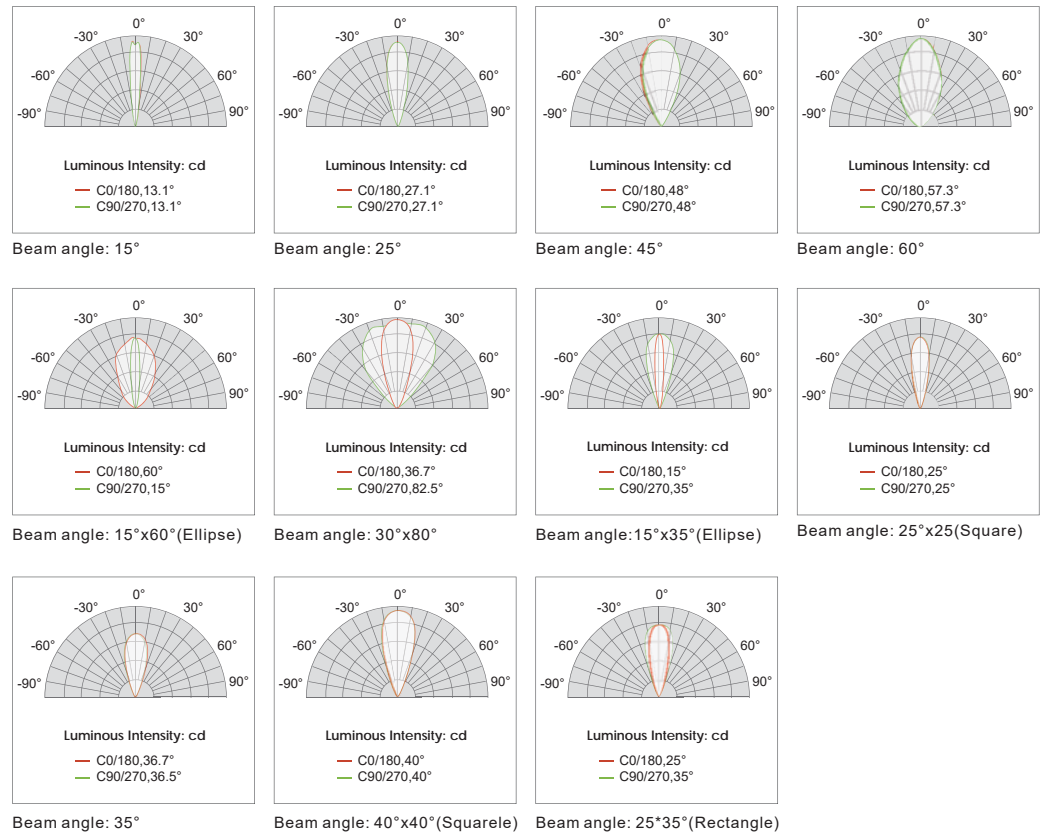 0°
-30° 30°
-60° 60°
-90° 90°
Luminous Intensity: cd
C0/180,13.1°
C90/270,13.1°
Beam angle: 15°
0°
-30° 30°
-60° 60°
-90° 90°
Luminous Intensity: cd
C0/180,27.1°
C90/270,27.1°
Beam angle: 25°
0°
-30° 30°
-60° 60°
-90° 90°
Luminous Intensity: cd
C0/180,48°
C90/270,48°
Beam angle: 45°
0°
-30° 30°
-60° 60°
-90° 90°
Luminous Intensity: cd
C0/180,57.3°
C90/270,57.3°
Beam angle: 60°
0°
-30° 30°
-60° 60°
-90° 90°
Luminous Intensity: cd
C0/180,60°
C90/270,15°
Beam angle: 15°x60°(Ellipse)
0°
-30° 30°
-60° 60°
-90° 90°
Luminous Intensity: cd
C0/180,36.7°
C90/270,82.5°
Beam angle: 30°x80°
0°
-30° 30°
-60° 60°
-90° 90°
Luminous Intensity: cd
C0/180,15°
C90/270,35°
Beam angle:15°x35°(Ellipse)
0°
-30° 30°
-60° 60°
-90° 90°
Luminous Intensity: cd
C0/180,25°
C90/270,25°
Beam angle: 25°x25(Square)
0°
-30° 30°
-60° 60°
-90° 90°
Luminous Intensity: cd
C0/180,36.7°
C90/270,36.5°
Beam angle: 35°
0°
-30° 30°
-60° 60°
-90° 90°
Luminous Intensity: cd
C0/180,40°
C90/270,40°
Beam angle: 40°x40°(Squarele)
0°
-30° 30°
-60° 60°
-90° 90°
Luminous Intensity: cd
C0/180,25°
C90/270,35°
Beam angle: 25*35°(Rectangle)